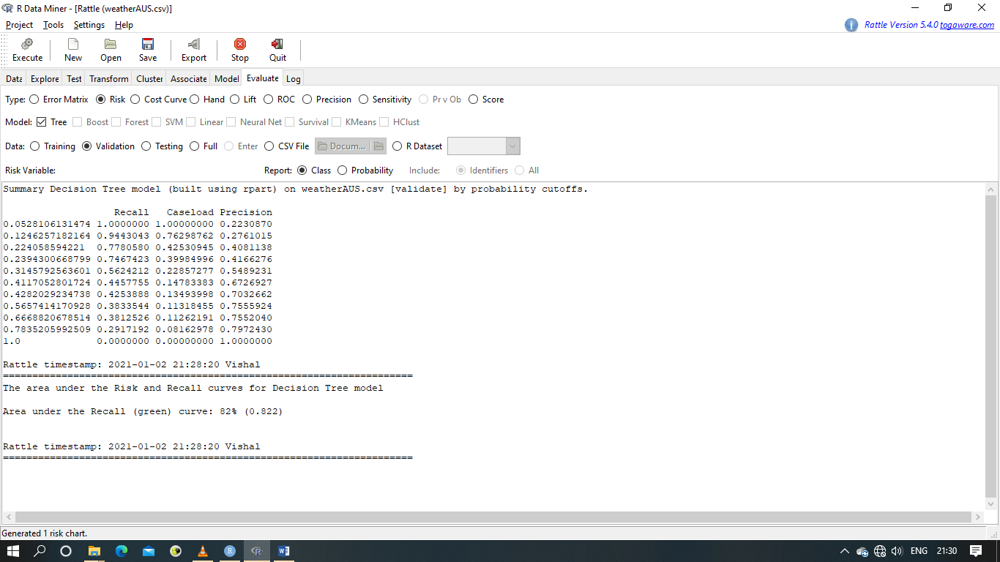 R Data Miner - [Rattle (weatherAUS.csv)]
Project Tools Settings Help
Rattle Version 5.4.0 togaware.com
Execute New Open Save Export Stop Quit
Data Explore Test Transform Cluster Associate Model Evaluate Log
Type: Error Matrix Risk Cost Curve Hand Lift ROC Precision Sensitivity Pr v Ob Score
Model: Tree Boost Forest SVM Linear Neural Net Survival KMeans HClust
Data: Training Validation Testing Full Enter CSV File Docum... R Dataset
Risk Variable: Report: Class Probability Include: Identifiers All
Summary Decision Tree model (built using rpart) on weatherAUS.csv [validate] by probability cutoffs.
Recall Caseload Precision
0.0528106131474 1.0000000 1.00000000 0.2230870
0.1246257182164 0.9443043 0.76298762 0.2761015
0.224058594221 0.7780580 0.42530945 0.4081138
0.2394300668799 0.7467423 0.39984996 0.4166276
0.3145792563601 0.5624212 0.22857277 0.5489231
0.4117052801724 0.4457755 0.14783383 0.6726927
0.4282029234738 0.4253888 0.13493998 0.7032662
0.5657414170928 0.3833544 0.11318455 0.7555924
0.6668820678514 0.3812526 0.11262191 0.7552040
0.7835205992509 0.2917192 0.08162978 0.7972430
1.0 0.0000000 0.00000000 1.0000000
Rattle timestamp: 2021-01-02 21:28:20 Vishal
======================================================================
The area under the Risk and Recall curves for Decision Tree model
Area under the Recall (green) curve: 82% (0.822)
Rattle timestamp: 2021-01-02 21:28:20 Vishal
======================================================================
Generated 1 risk chart.
ENG 21:30